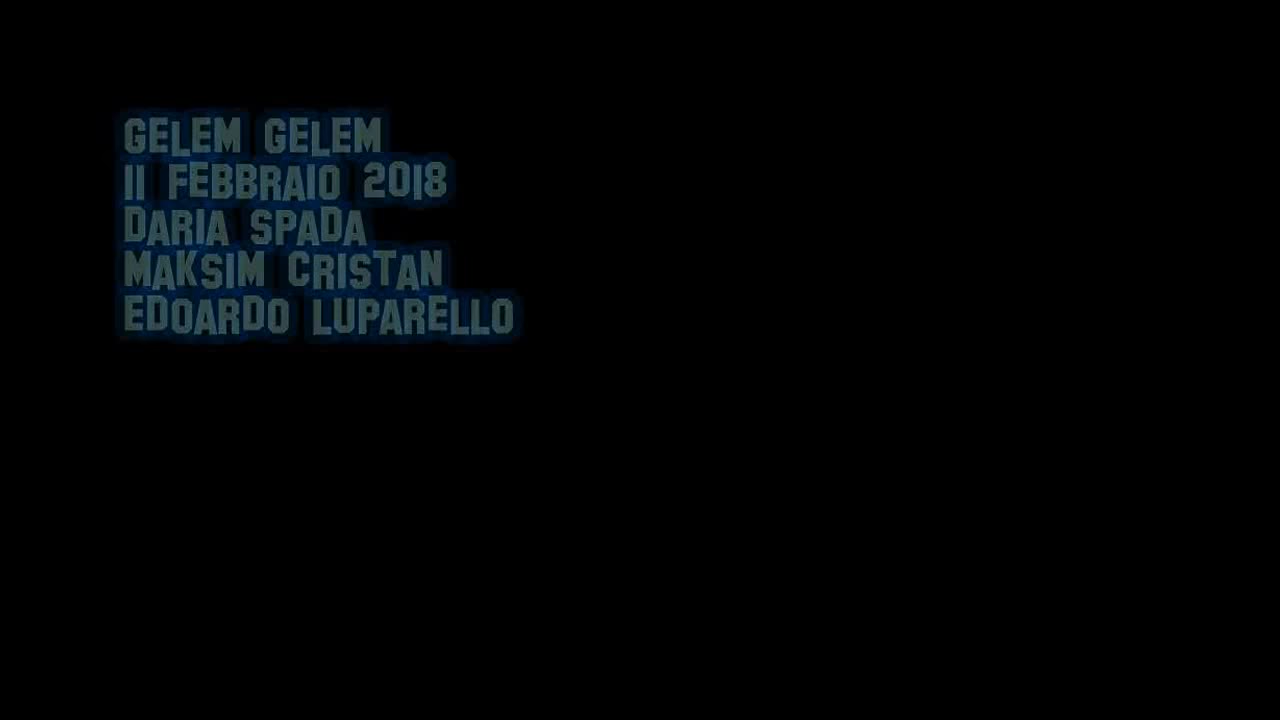 GELEM GELEM
11 FEBBRAIO 2018
DARIA SPADA
MAKSIM CRISTAN
EDOARDO LUPARELLO